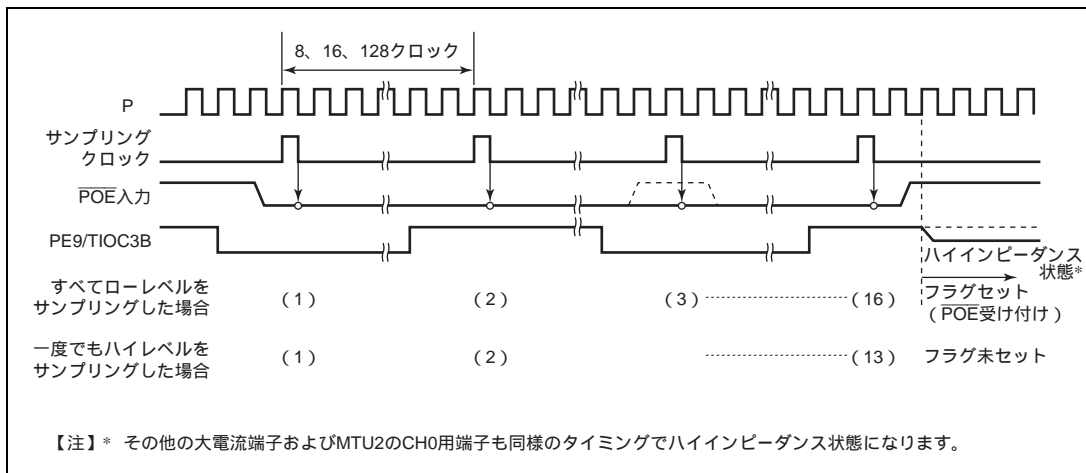 8、16、128クロック
P
サンプリング
クロック
POE入力
PE9/TIOC3B
ハイインピーダンス
状態*
すべてローレベルを
サンプリングした場合
(1) (2) (3) (16)
フラグセット
(POE受け付け)
一度でもハイレベルを
サンプリングした場合
(1) (2) (13) フラグ未セット
【注】* その他の大電流端子およびMTU2のCH0用端子も同様のタイミングでハイインピーダンス状態になります。